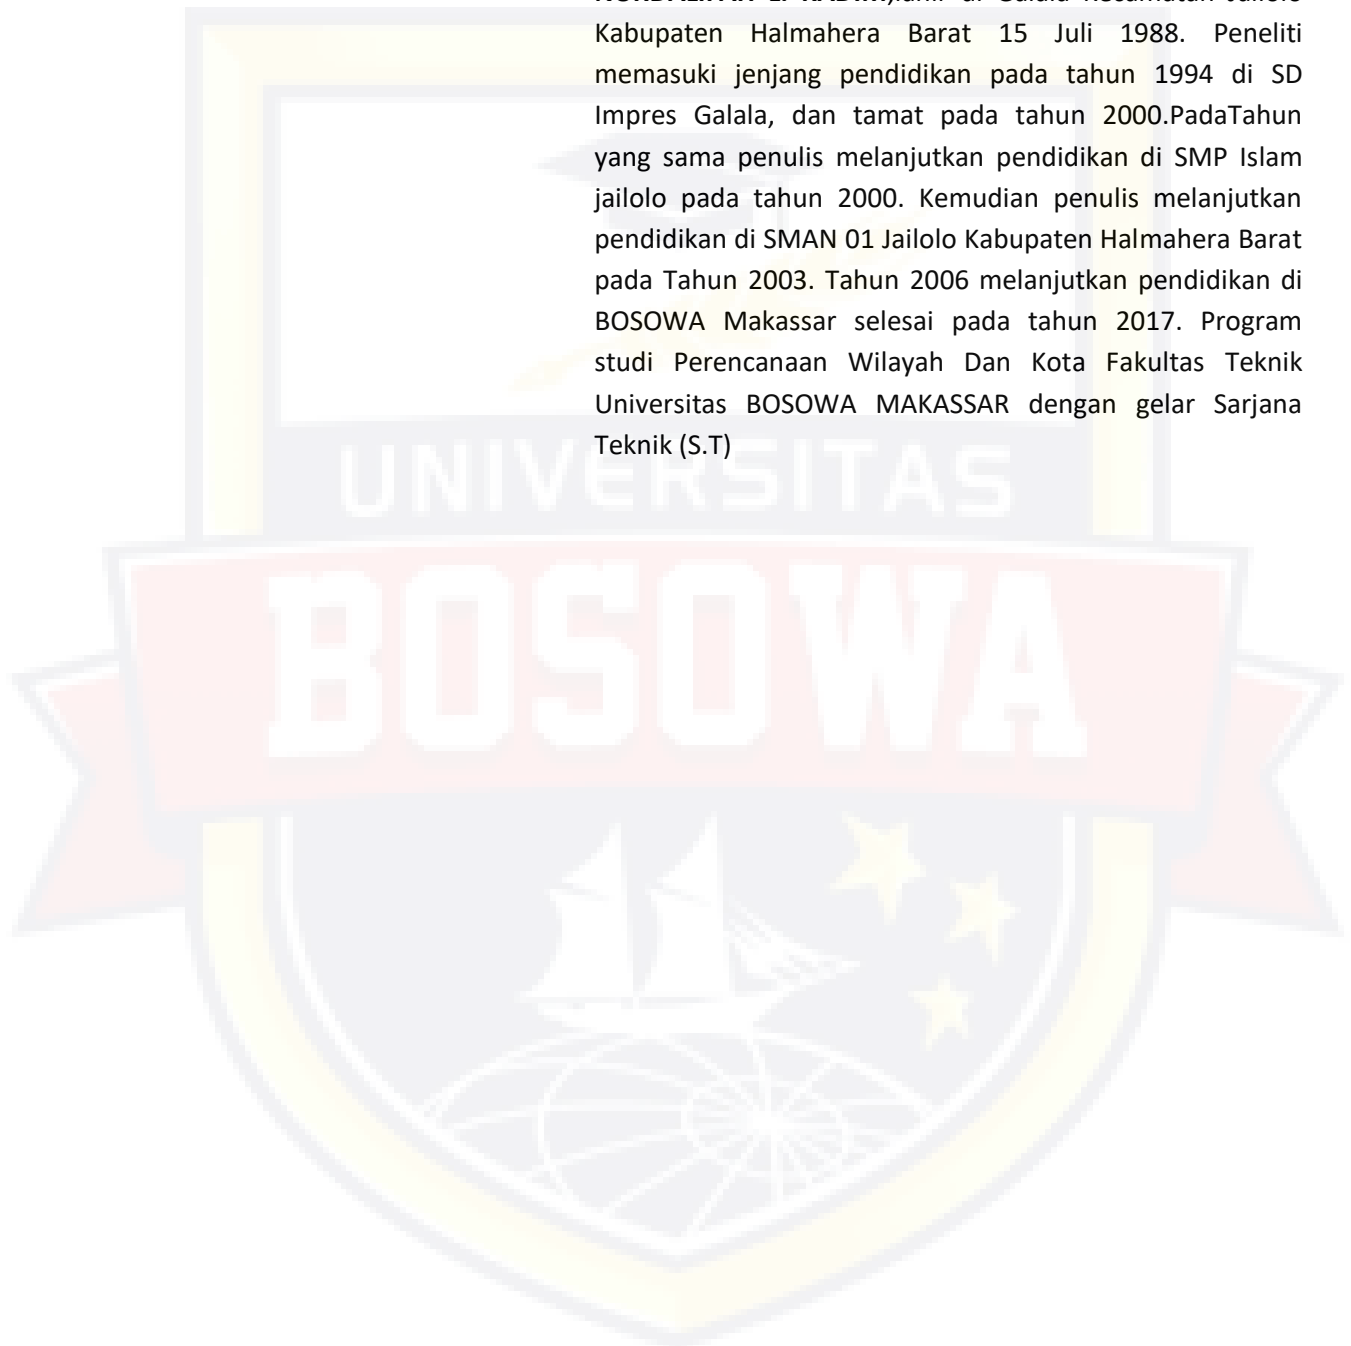 Kabupaten Halmahera Barat 15 Juli 1988. Peneliti
memasuki jenjang pendidikan pada tahun 1994 di SD
Impres Galala, dan tamat pada tahun 2000.PadaTahun
yang sama penulis melanjutkan pendidikan di SMP Islam
jailolo pada tahun 2000. Kemudian penulis melanjutkan
pendidikan di SMAN 01 Jailolo Kabupaten Halmahera Barat
pada Tahun 2003. Tahun 2006 melanjutkan pendidikan di
BOSOWA Makassar selesai pada tahun 2017. Program
studi Perencanaan Wilayah Dan Kota Fakultas Teknik
Universitas BOSOWA MAKASSAR dengan gelar Sarjana
Teknik (S.T)
UNIVERSITAS
BOSOWA